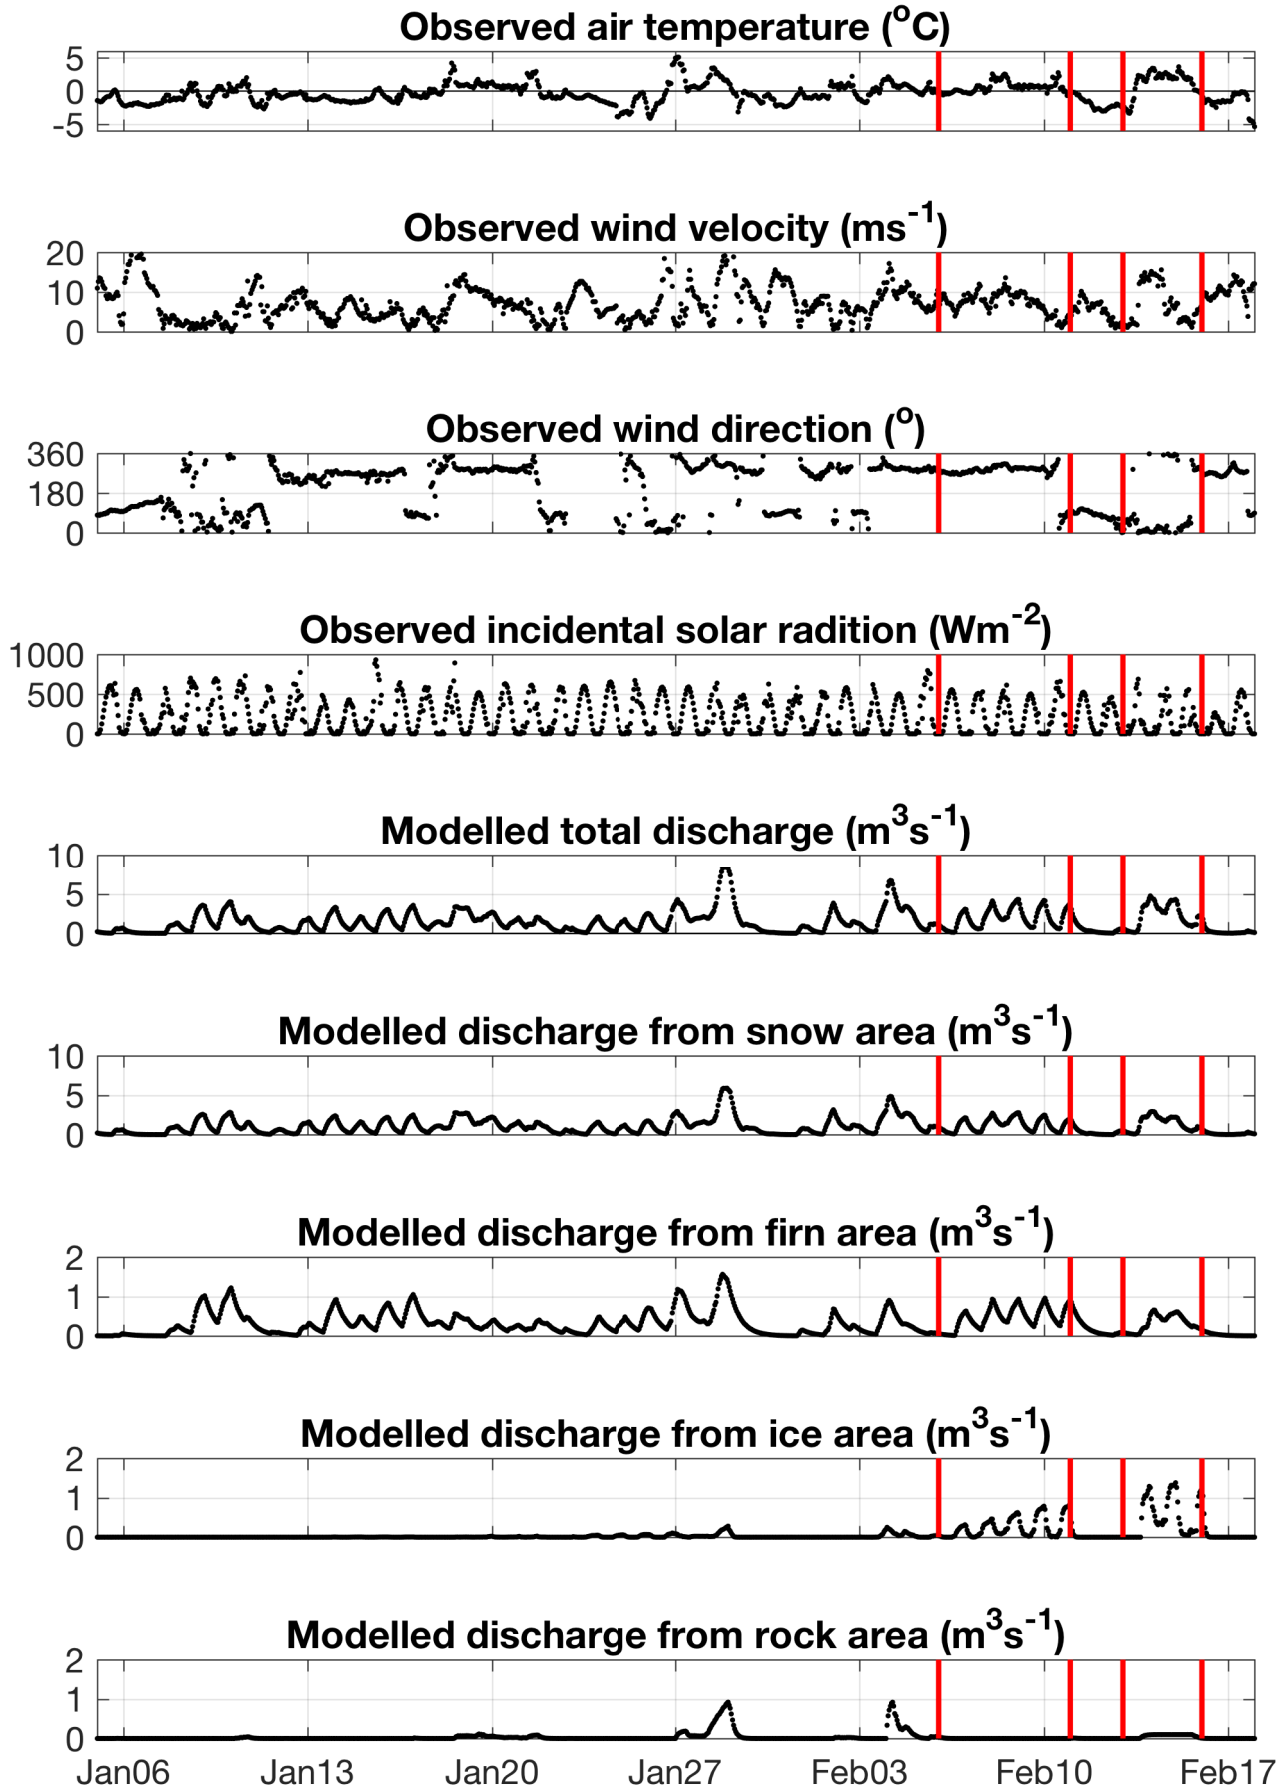 Observed air temperature (°C)
5
0
-5
Observed wind velocity (ms⁻¹)
20
10
0
Observed wind direction (°)
360
180
0
Observed incidental solar radition (Wm⁻²)
1000
500
0
Modelled total discharge (m³s⁻¹)
10
5
0
Modelled discharge from snow area (m³s⁻¹)
10
5
0
Modelled discharge from firn area (m³s⁻¹)
2
1
0
Modelled discharge from ice area (m³s⁻¹)
2
1
0
Modelled discharge from rock area (m³s⁻¹)
2
1
0
Jan06 Jan13 Jan20 Jan27 Feb03 Feb10 Feb17